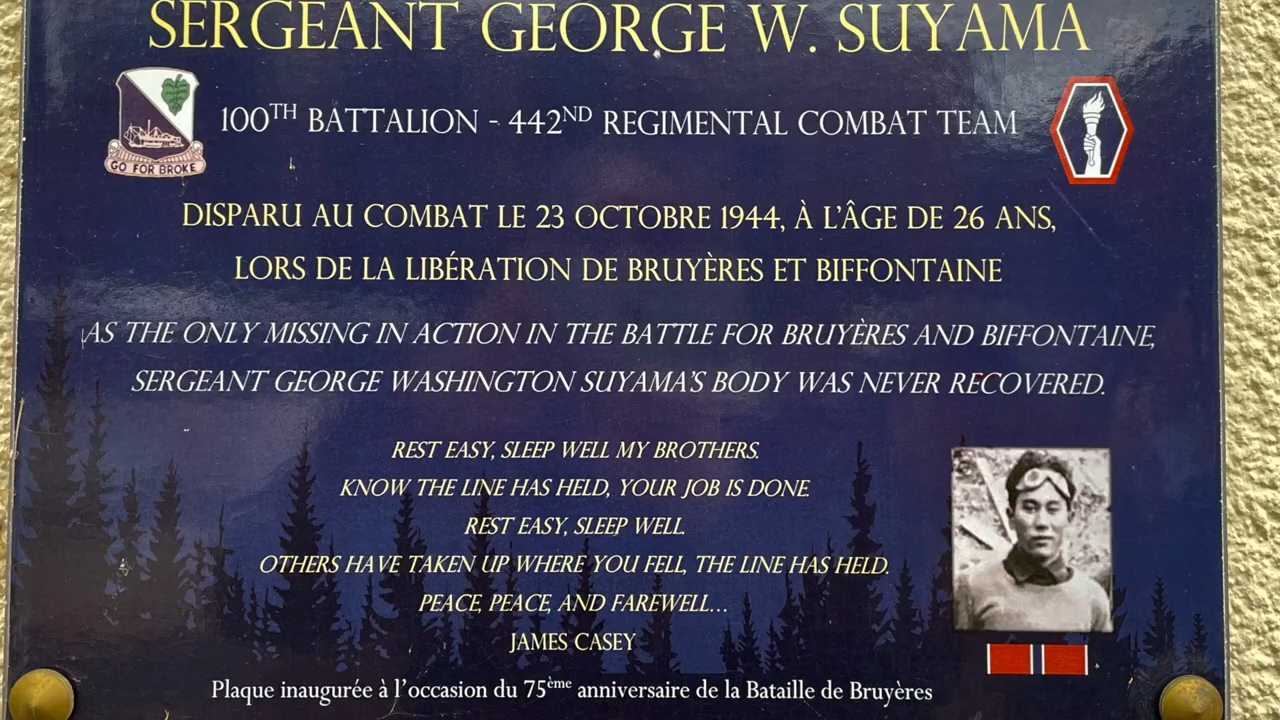 SERGEANT GEORGE W. SUYAMA
100TH BATTALION - 442ND REGIMENTAL COMBAT TEAM
GO FOR BROKE
DISPARU AU COMBAT LE 23 OCTOBRE 1944, À L'ÂGE DE 26 ANS,
LORS DE LA LIBÉRATION DE BRUYÈRES ET BIFFONTAINE
AS THE ONLY MISSING IN ACTION IN THE BATTLE FOR BRUYÈRES AND BIFFONTAINE,
SERGEANT GEORGE WASHINGTON SUYAMA'S BODY WAS NEVER RECOVERED.
REST EASY, SLEEP WELL MY BROTHERS.
KNOW THE LINE HAS HELD, YOUR JOB IS DONE.
REST EASY, SLEEP WELL.
OTHERS HAVE TAKEN UP WHERE YOU FELL, THE LINE HAS HELD.
PEACE, PEACE, AND FAREWELL…
JAMES CASEY
Plaque inaugurée à l'occasion du 75ème anniversaire de la Bataille de Bruyères